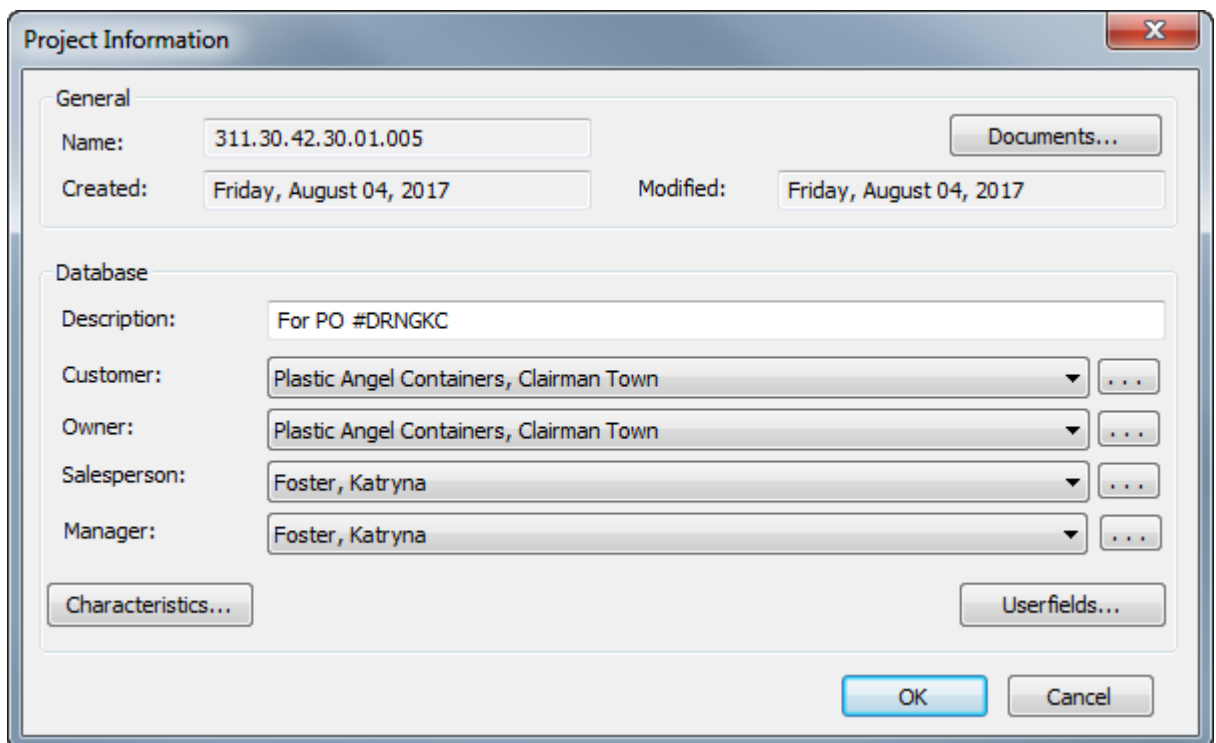 Project Information
X
General
Name: 311.30.42.30.01.005 Documents...
Created: Friday, August 04, 2017 Modified: Friday, August 04, 2017
Database
Description: For PO #DRNGKC
Customer: Plastic Angel Containers, Clairman Town ...
Owner: Plastic Angel Containers, Clairman Town ...
Salesperson: Foster, Katryna ...
Manager: Foster, Katryna ...
Characteristics... Userfields...
OK Cancel